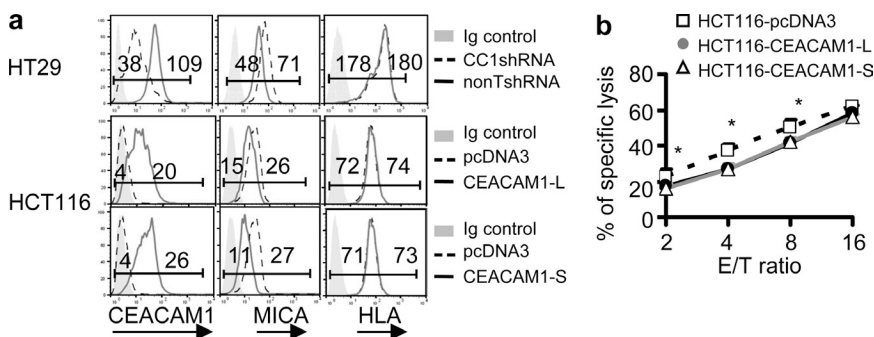 a
HT29
38 109
48 71
178 180
Ig control
CC1shRNA
nonTshRNA
HCT116
4 20
15 26
72 74
Ig control
pcDNA3
CEACAM1-L
4 26
11 27
71 73
Ig control
pcDNA3
CEACAM1-S
CEACAM1 MICA HLA
b
HCT116-pcDNA3
HCT116-CEACAM1-L
HCT116-CEACAM1-S
% of specific lysis
80
60
40
20
0
* * *
2 4 8 16
E/T ratio